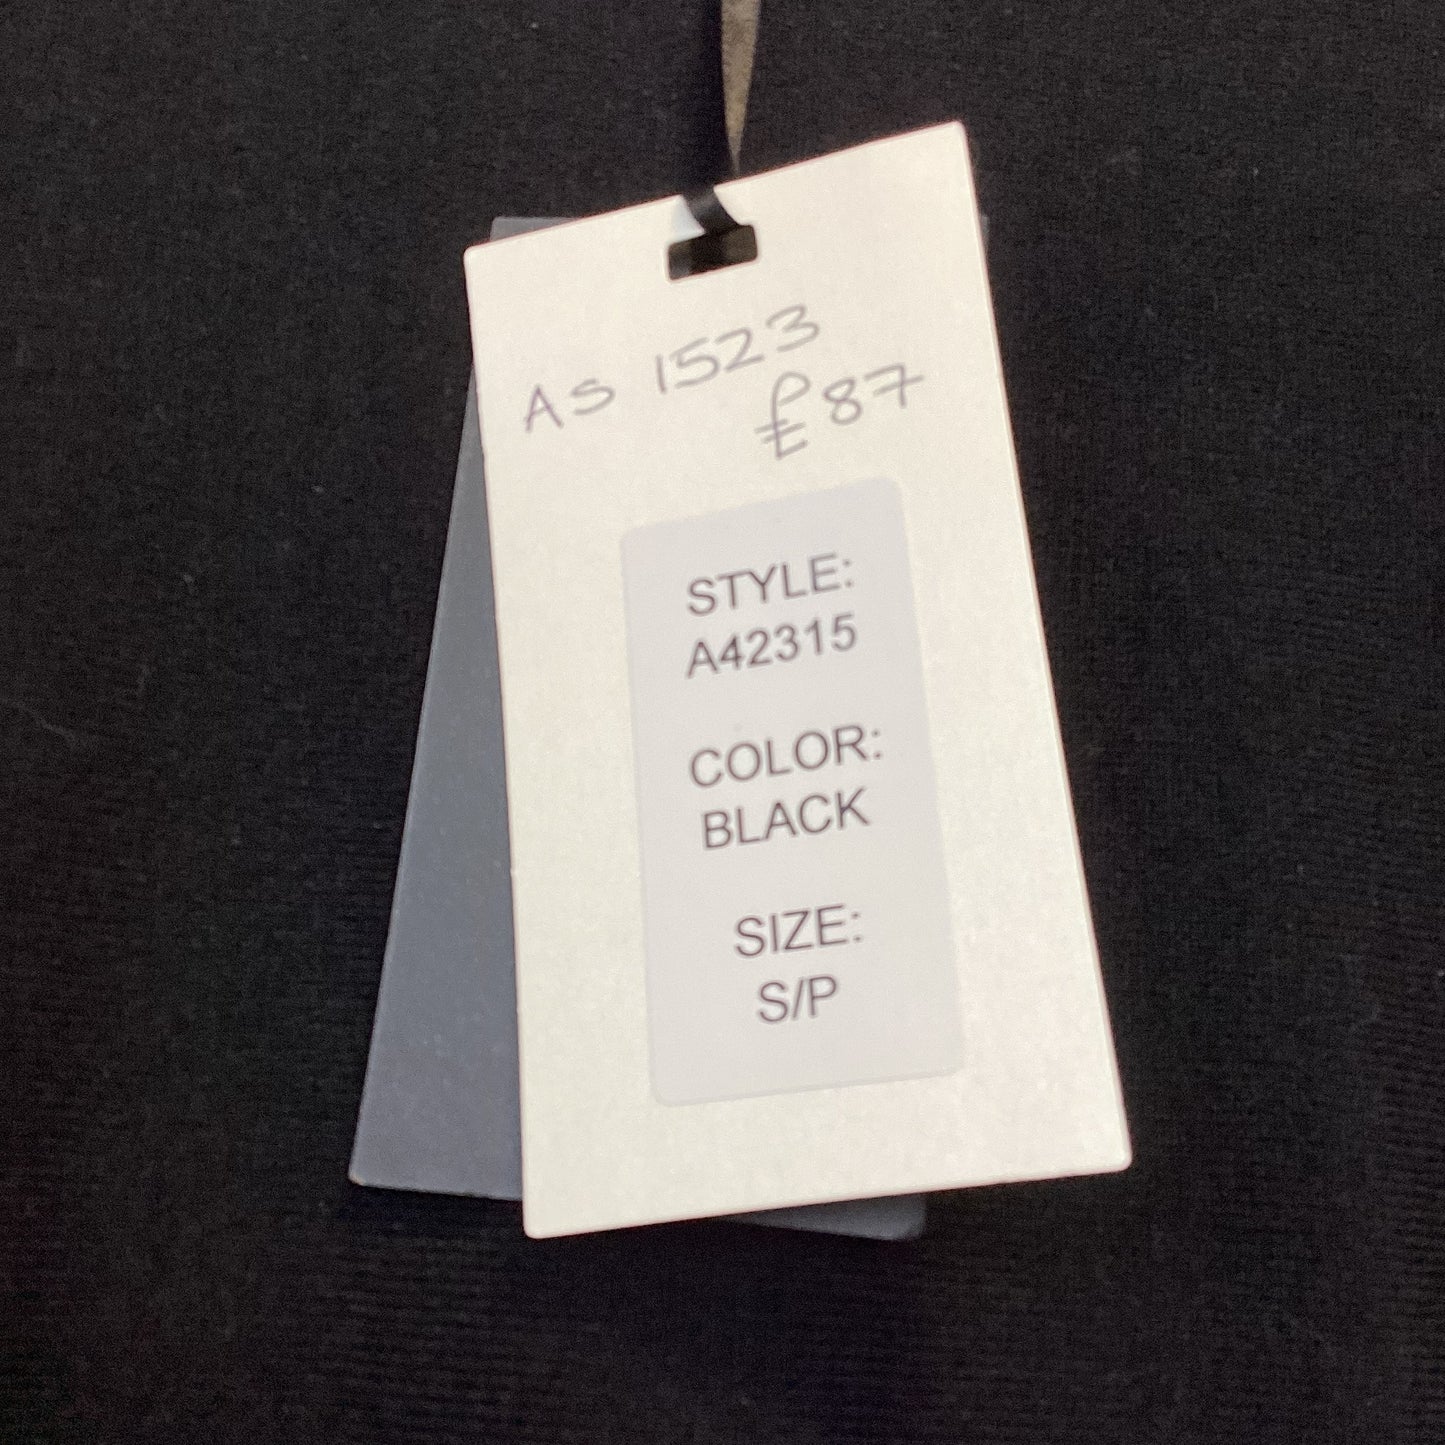 AS 1523
£87
STYLE:
A42315
COLOR:
BLACK
SIZE:
S/P